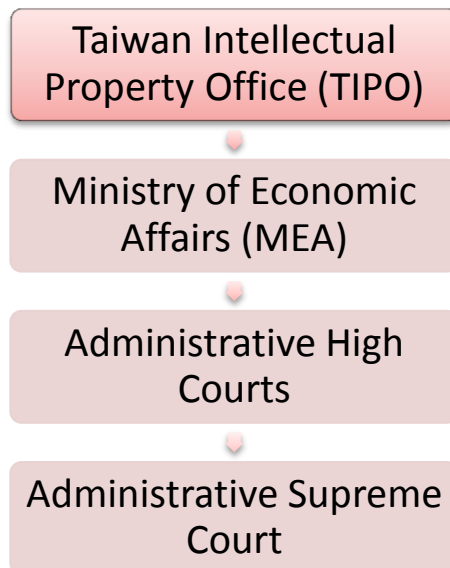 Taiwan Intellectual
Property Office (TIPO)
Ministry of Economic
Affairs (MEA)
Administrative High
Courts
Administrative Supreme
Court